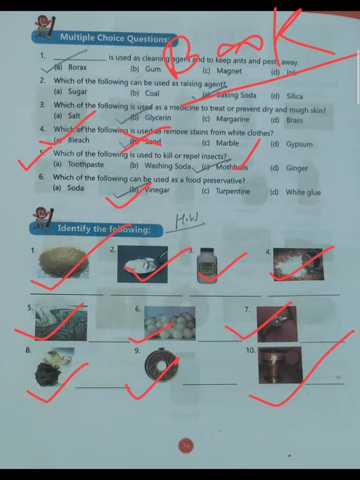 Multiple Choice Questions:
Book
1. ________ is used as cleaning agent and to keep ants and pests away.
(a) Borax (b) Gum (c) Magnet (d) Ink
2. Which of the following can be used as raising agent?
(a) Sugar (b) Coal (c) Baking Soda (d) Silica
3. Which of the following is used as a medicine to treat or prevent dry and rough skin?
(a) Salt (b) Glycerin (c) Margarine (d) Brass
4. Which of the following is used to remove stains from white clothes?
(a) Bleach (b) Sand (c) Marble (d) Gypsum
5. Which of the following is used to kill or repel insects?
(a) Toothpaste (b) Washing Soda (c) Mothballs (d) Ginger
6. Which of the following can be used as a food preservative?
(a) Soda (b) Vinegar (c) Turpentine (d) White glue
H.W
Identify the following:
1. 2. 3. 4.
5. 6. 7.
8. 9. 10.